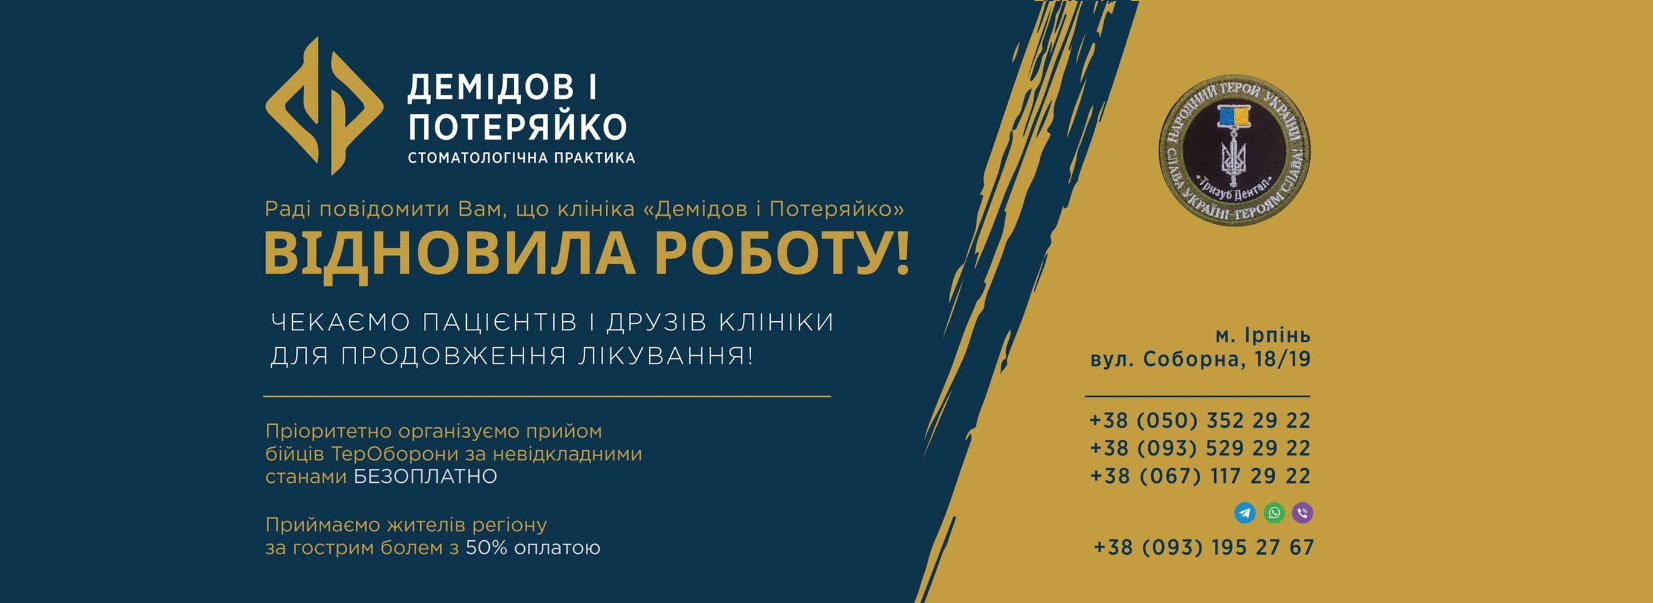 ДЕМІДОВ І
ПОТЕРЯЙКО
СТОМАТОЛОГІЧНА ПРАКТИКА
Раді повідомити Вам, що клініка «Демідов і Потеряйко»
ВІДНОВИЛА РОБОТУ!
ЧЕКАЄМО ПАЦІЄНТІВ І ДРУЗІВ КЛІНІКИ
ДЛЯ ПРОДОВЖЕННЯ ЛІКУВАННЯ!
Пріоритетно організуємо прийом
бійців ТерОборони за невідкладними
станами БЕЗОПЛАТНО
Приймаємо жителів регіону
за гострим болем з 50% оплатою
НАРОДНИЙ ГЕРОЙ УКРАЇНИ
«Тризуб Дентал»
СЛАВА УКРАЇНІ-ГЕРОЯМ СЛАВА!
м. Ірпінь
вул. Соборна, 18/19
+38 (050) 352 29 22
+38 (093) 529 29 22
+38 (067) 117 29 22
+38 (093) 195 27 67